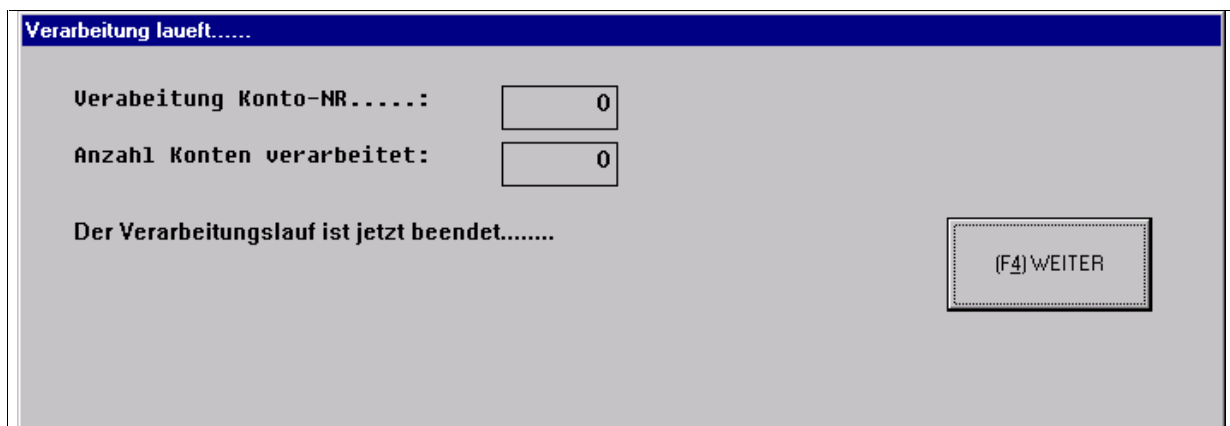 Verarbeitung laueft......
Verabeitung Konto-NR.....: 0
Anzahl Konten verarbeitet: 0
Der Verarbeitungslauf ist jetzt beendet........
(F4) WEITER